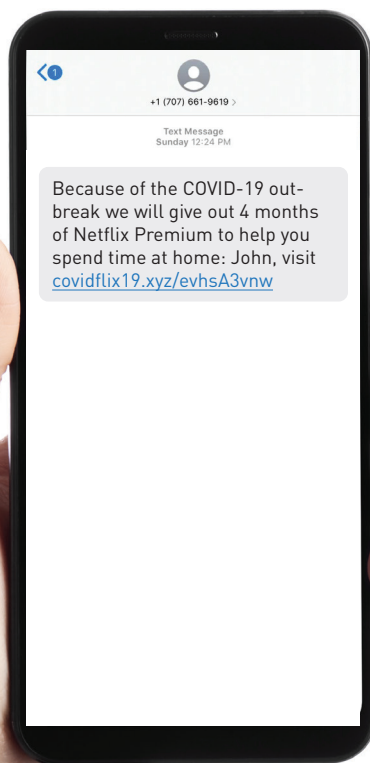 1
+1 (707) 661-9619 >
Text Message
Sunday 12:24 PM
Because of the COVID-19 out-
break we will give out 4 months
of Netflix Premium to help you
spend time at home: John, visit
covidflix19.xyz/evhsA3vnw